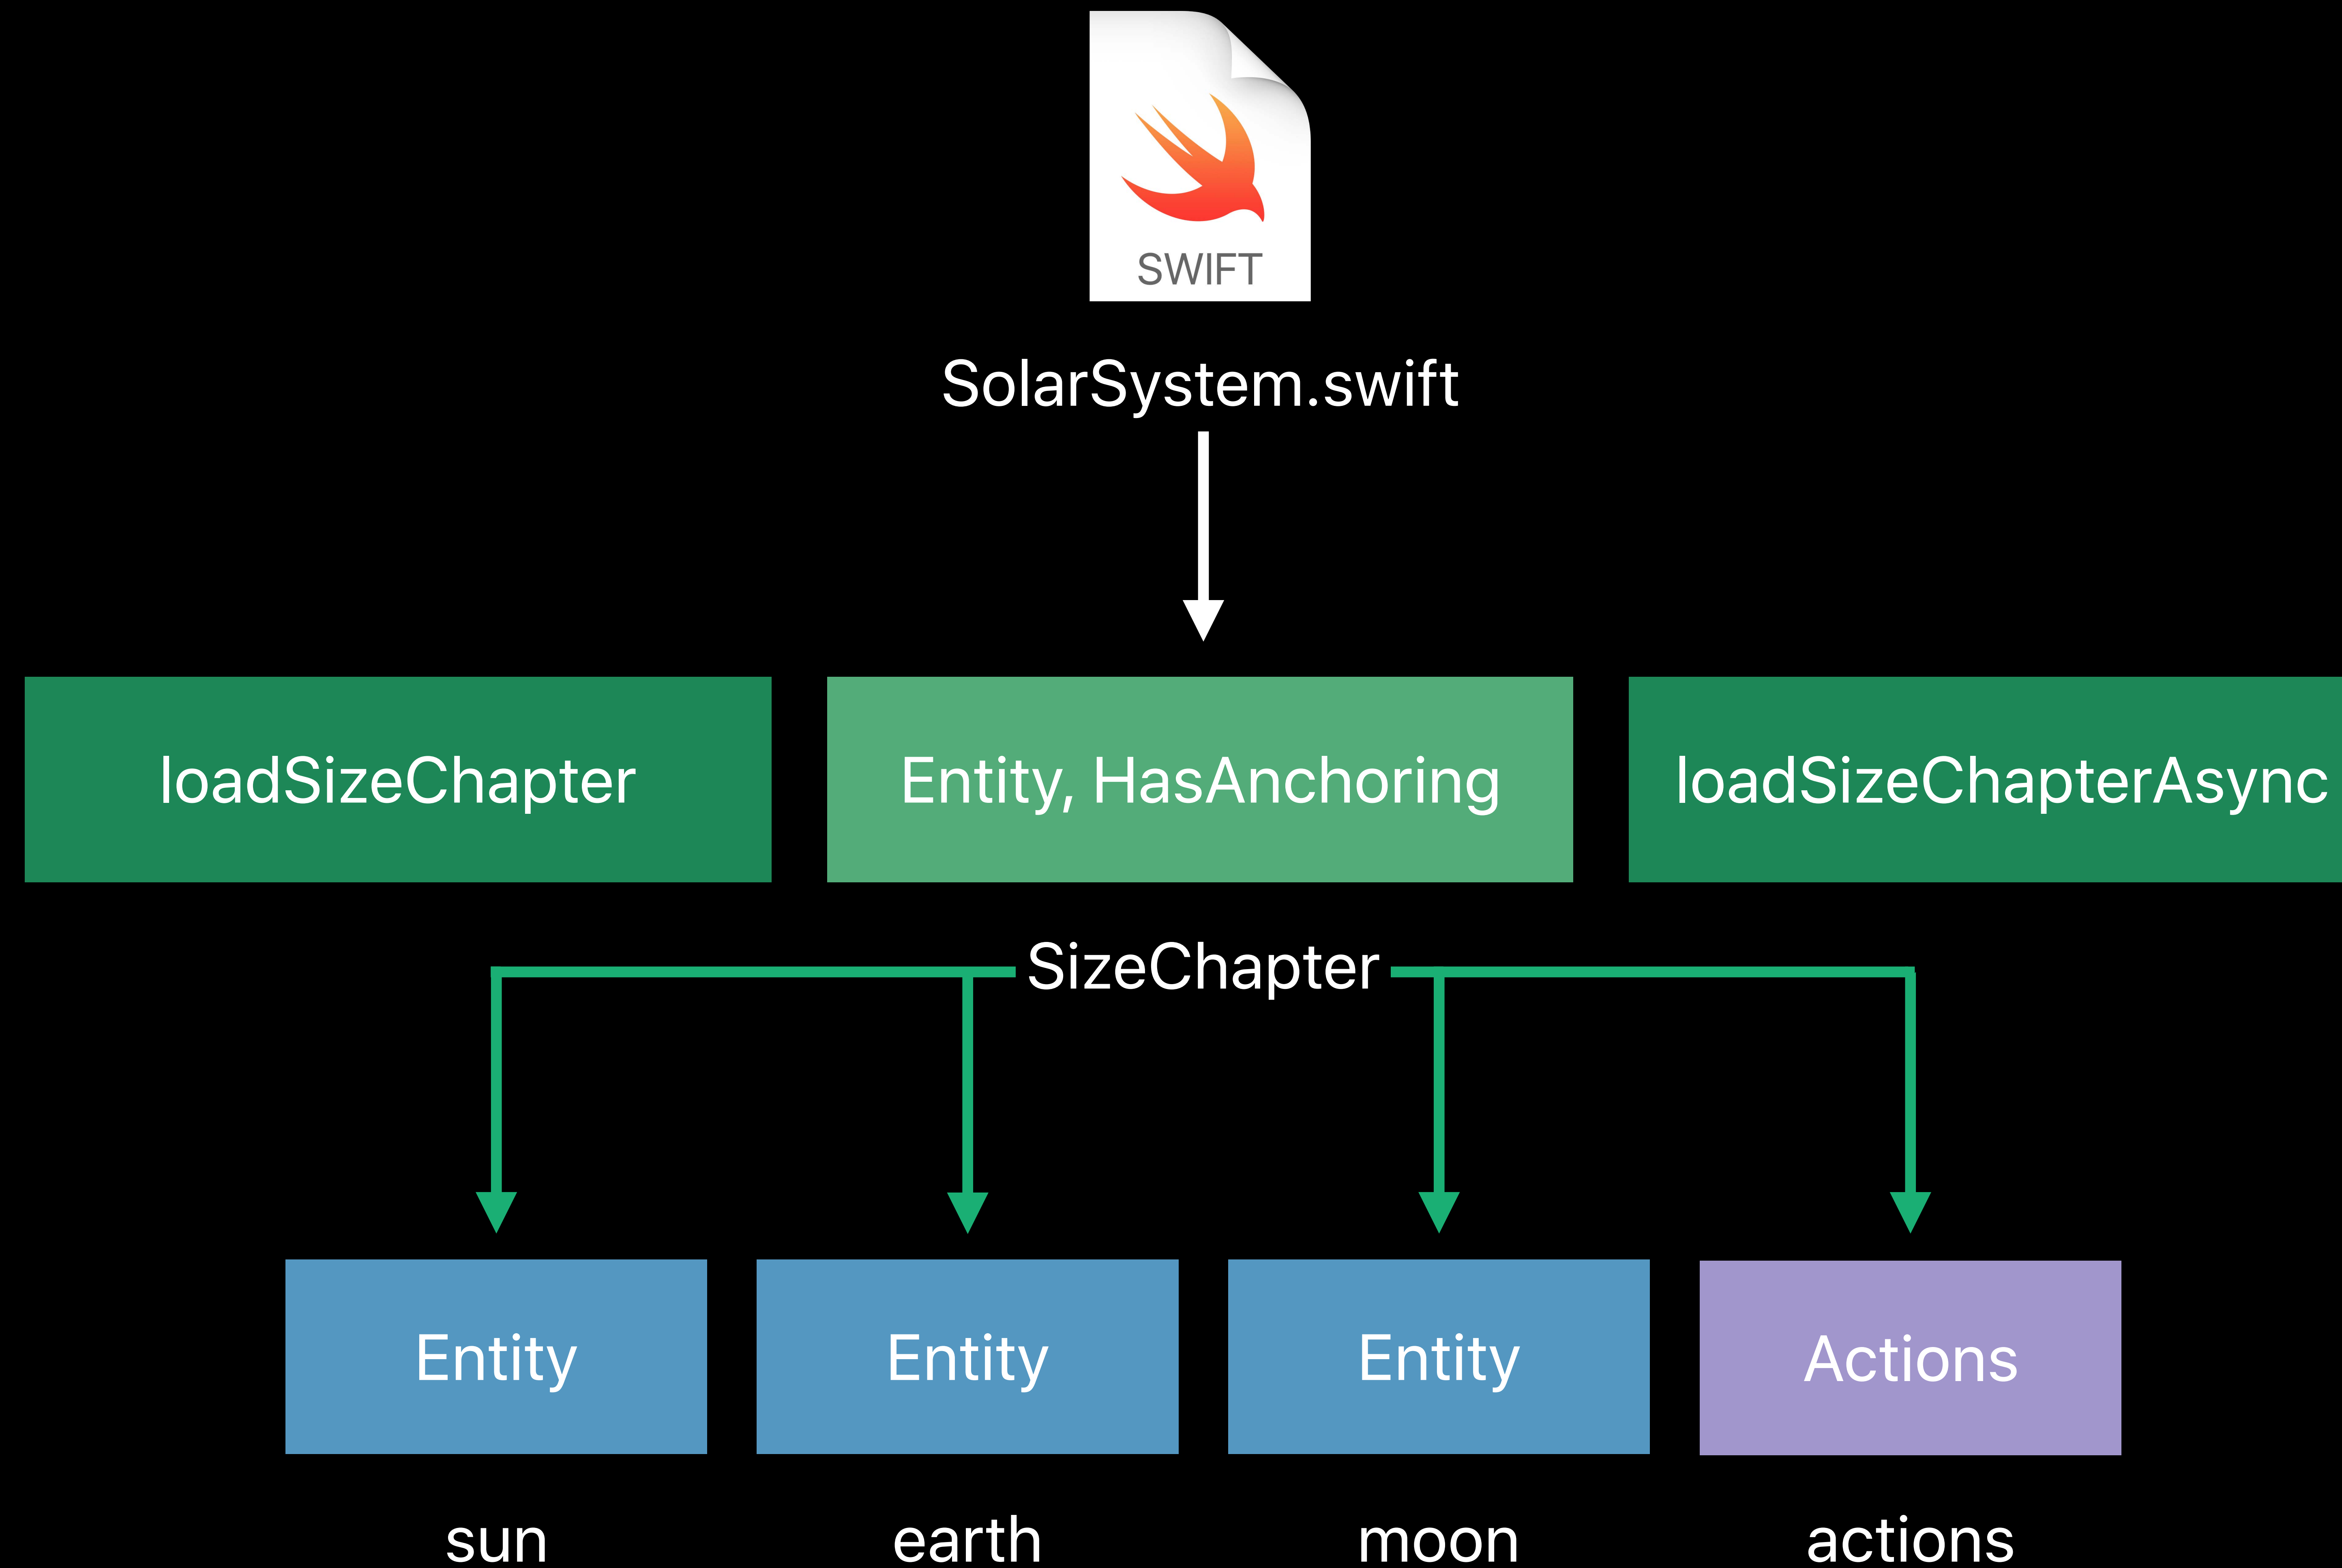 SWIFT
SolarSystem.swift
loadSizeChapter
Entity, HasAnchoring
loadSizeChapterAsync
SizeChapter
Entity
Entity
Entity
Actions
sun
earth
moon
actions